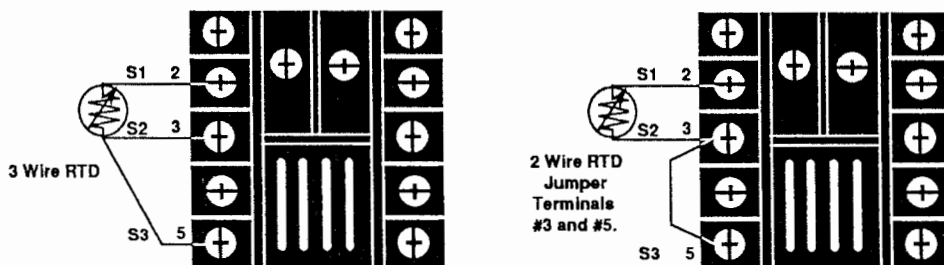 S1 2
S2 3
3 Wire RTD
S3 5
S1 2
S2 3
2 Wire RTD
Jumper
Terminals
#3 and #5.
S3 5